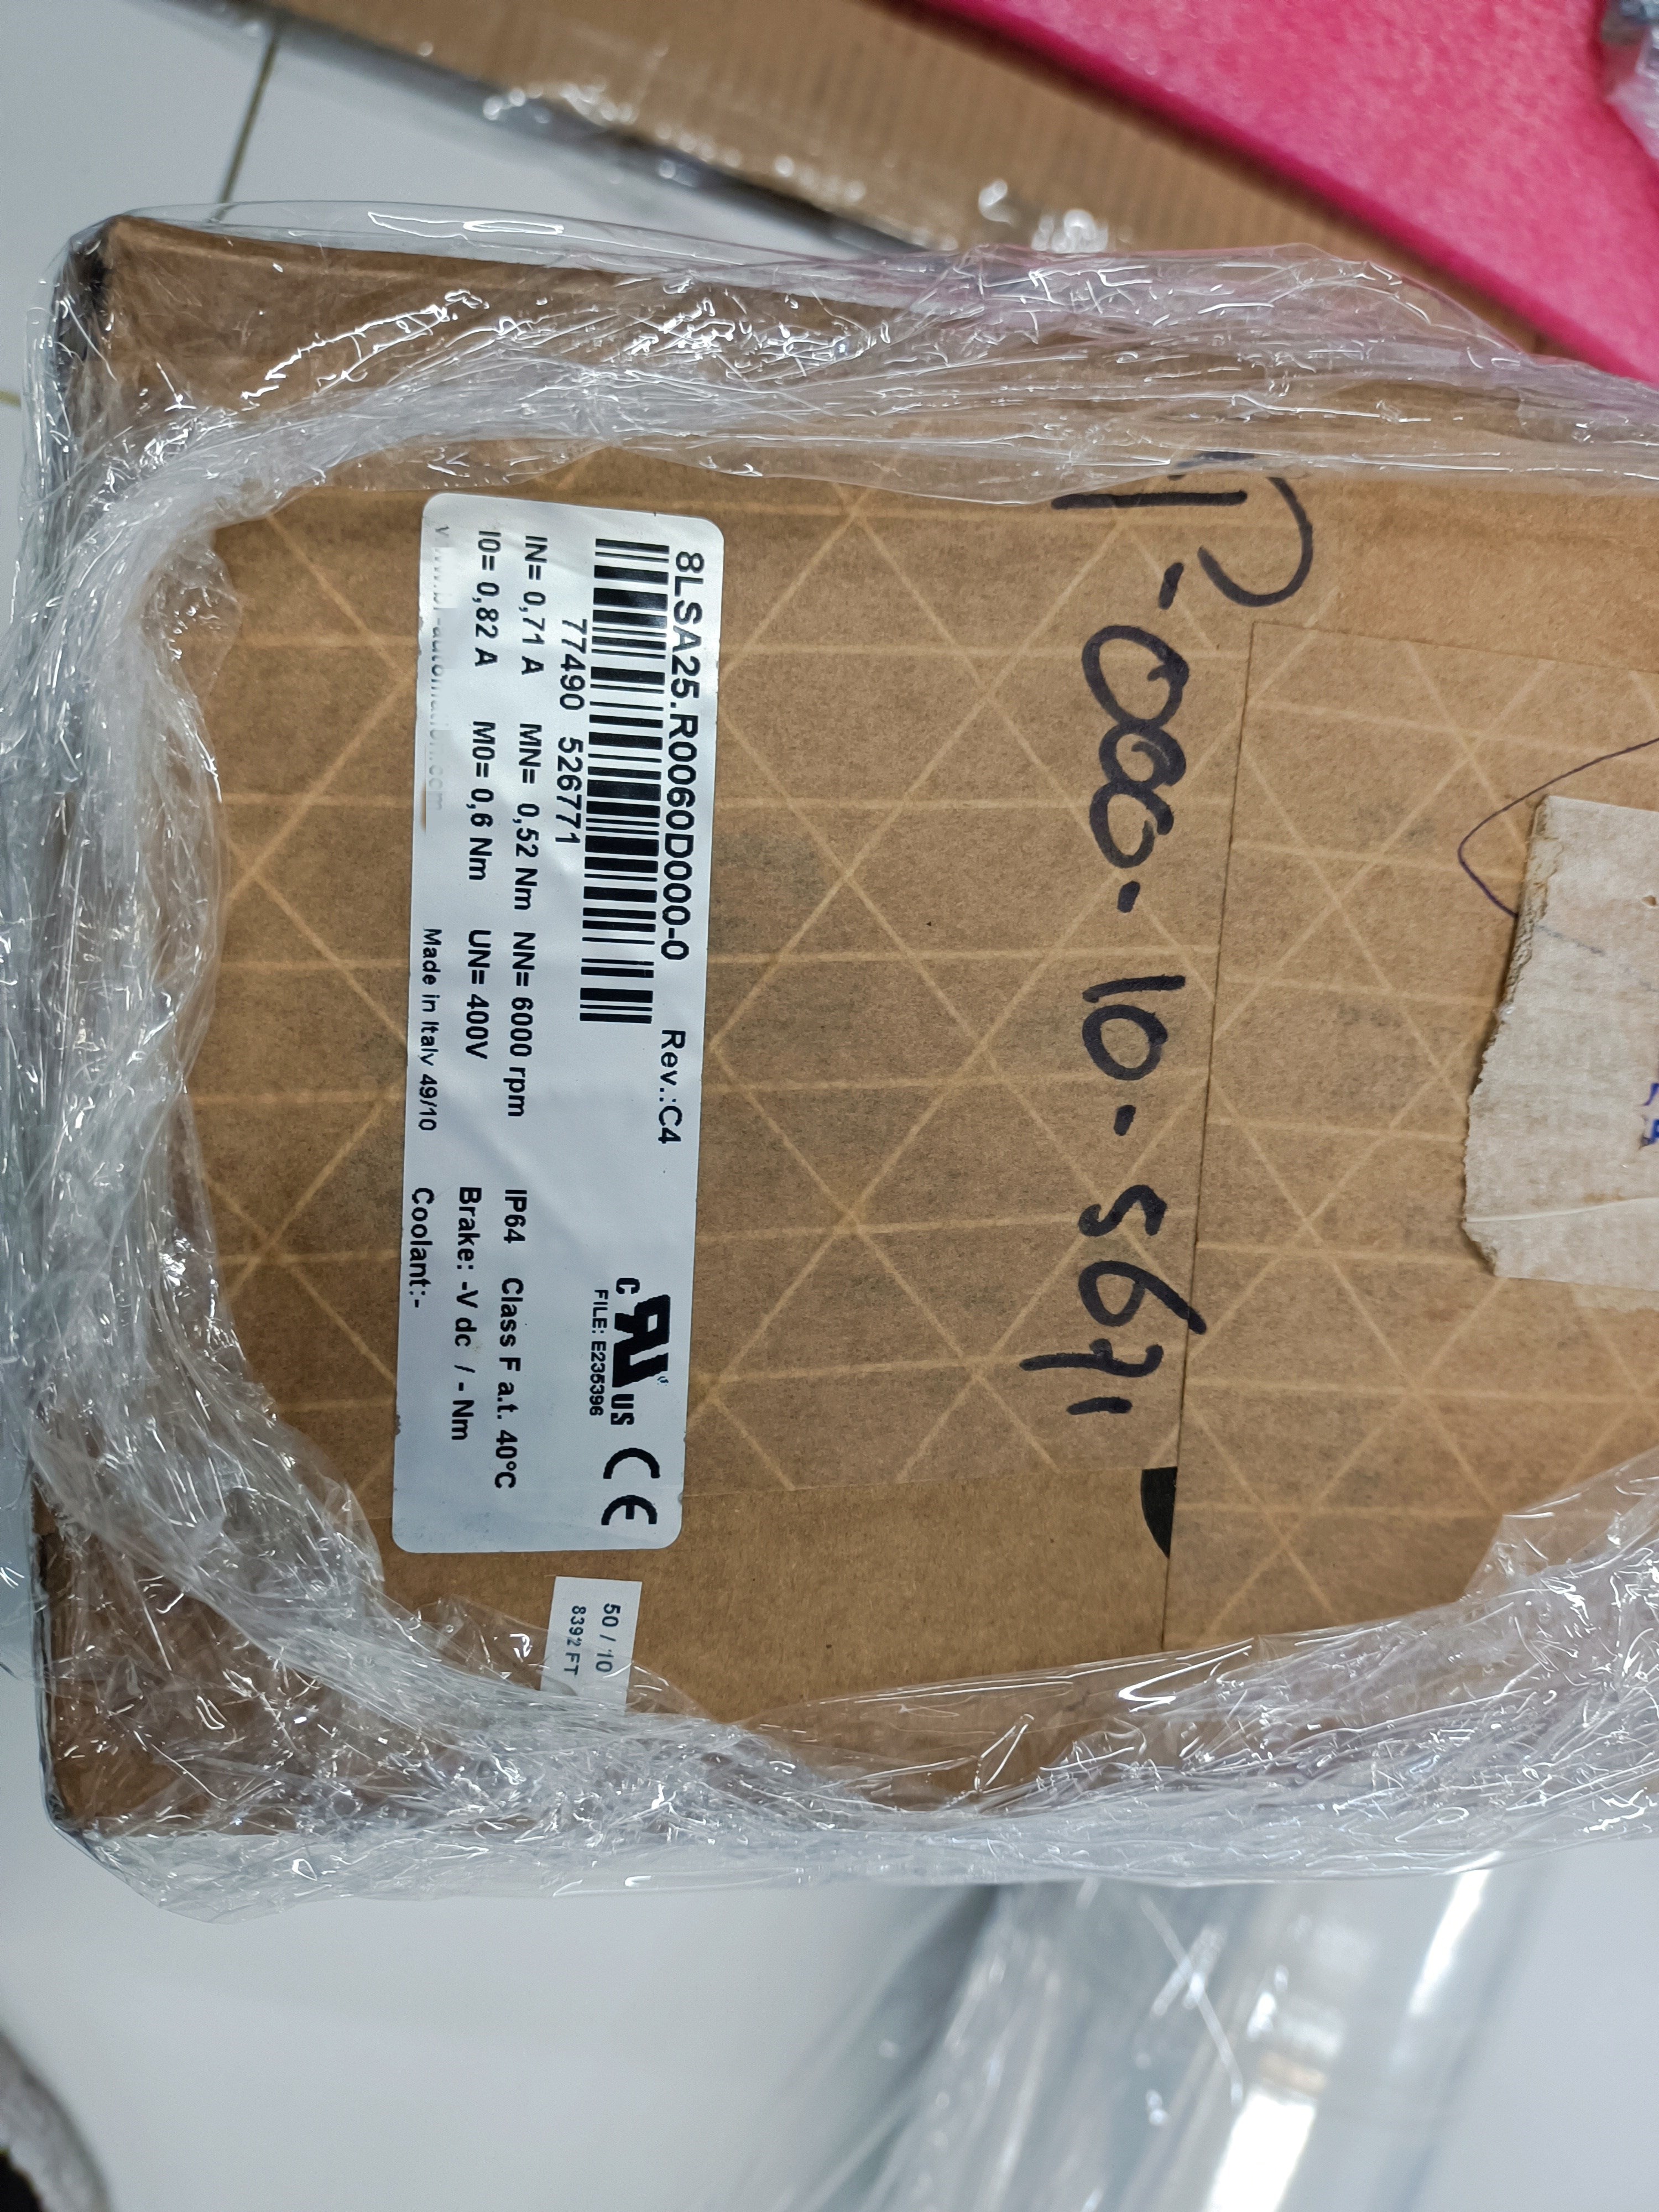 8LSA25.R0060D000-0 Rev.:C4
77490 526771
IN= 0,71 A MN= 0,52 Nm NN= 6000 rpm IP64 Class F a.t. 40°C
I0= 0,82 A M0= 0,6 Nm UN= 400V Brake: -V dc / - Nm
Made in Italy 49/10 Coolant:-
c US CE
FILE: E235396
50 / 10
8392 FT
-000-10-5671